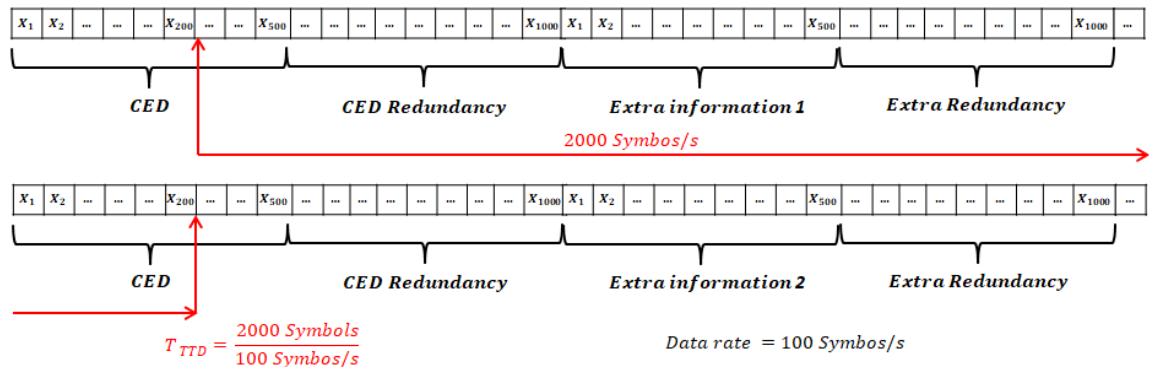 X₁ X₂ ... ... ... X₂₀₀ ... ... X₅₀₀ ... ... ... ... ... ... ... ... X₁₀₀₀ X₁ X₂ ... ... ... ... ... ... X₅₀₀ ... ... ... ... ... ... ... ... X₁₀₀₀ ...
CED CED Redundancy Extra information 1 Extra Redundancy
2000 Symbos/s
X₁ X₂ ... ... ... X₂₀₀ ... ... X₅₀₀ ... ... ... ... ... ... ... ... X₁₀₀₀ X₁ X₂ ... ... ... ... ... ... X₅₀₀ ... ... ... ... ... ... ... ... X₁₀₀₀ ...
CED CED Redundancy Extra information 2 Extra Redundancy
T TTD = 2000 Symbols / 100 Symbos/s Data rate = 100 Symbos/s